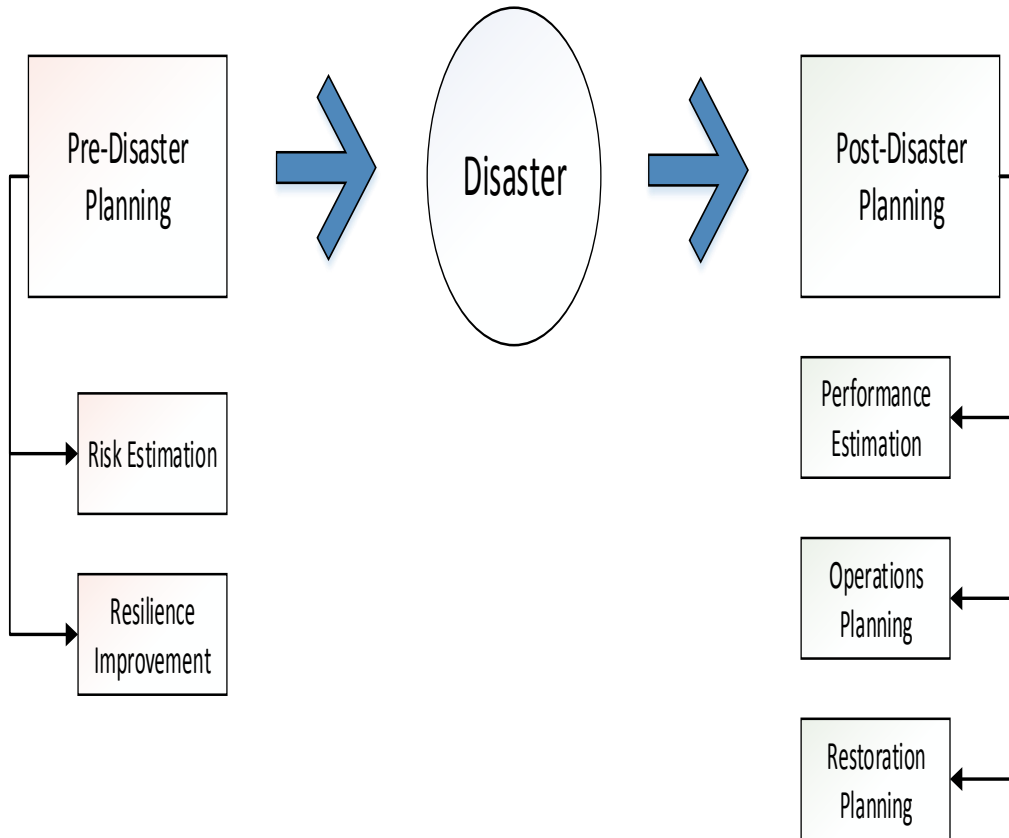 Pre-Disaster
Planning
Disaster
Post-Disaster
Planning
Risk Estimation
Resilience
Improvement
Performance
Estimation
Operations
Planning
Restoration
Planning